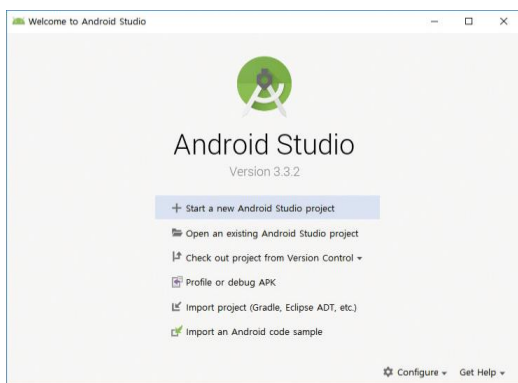 Welcome to Android Studio
Android Studio
Version 3.3.2
Start a new Android Studio project
Open an existing Android Studio project
Check out project from Version Control
Profile or debug APK
Import project (Gradle, Eclipse ADT, etc.)
Import an Android code sample
Configure Get Help